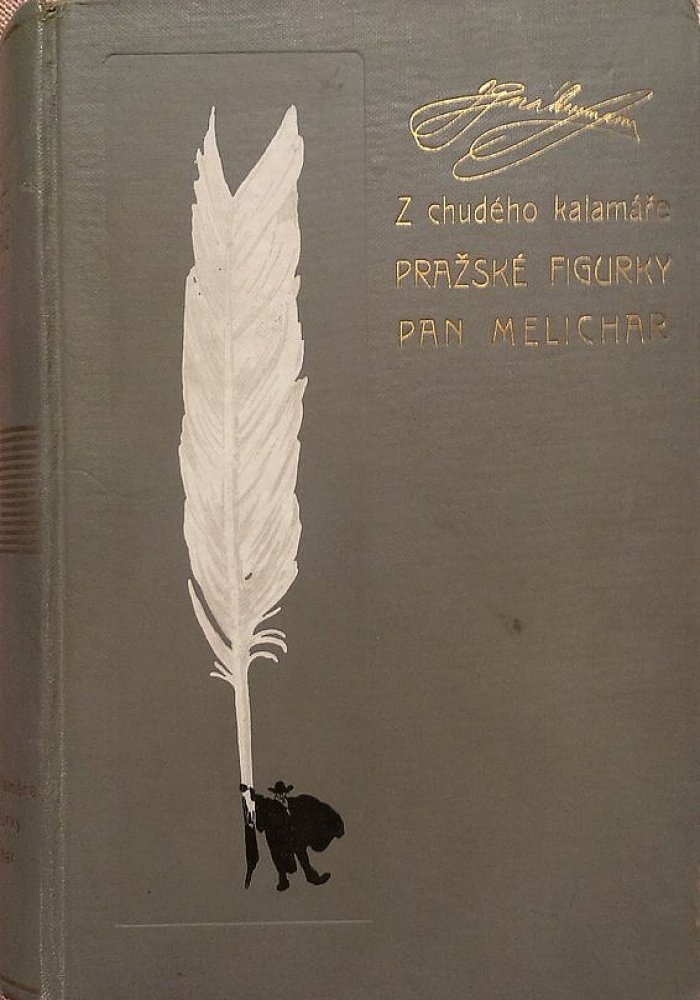 Z chudého kalamáře
PRAŽSKÉ FIGURKY
PAN MELICHAR